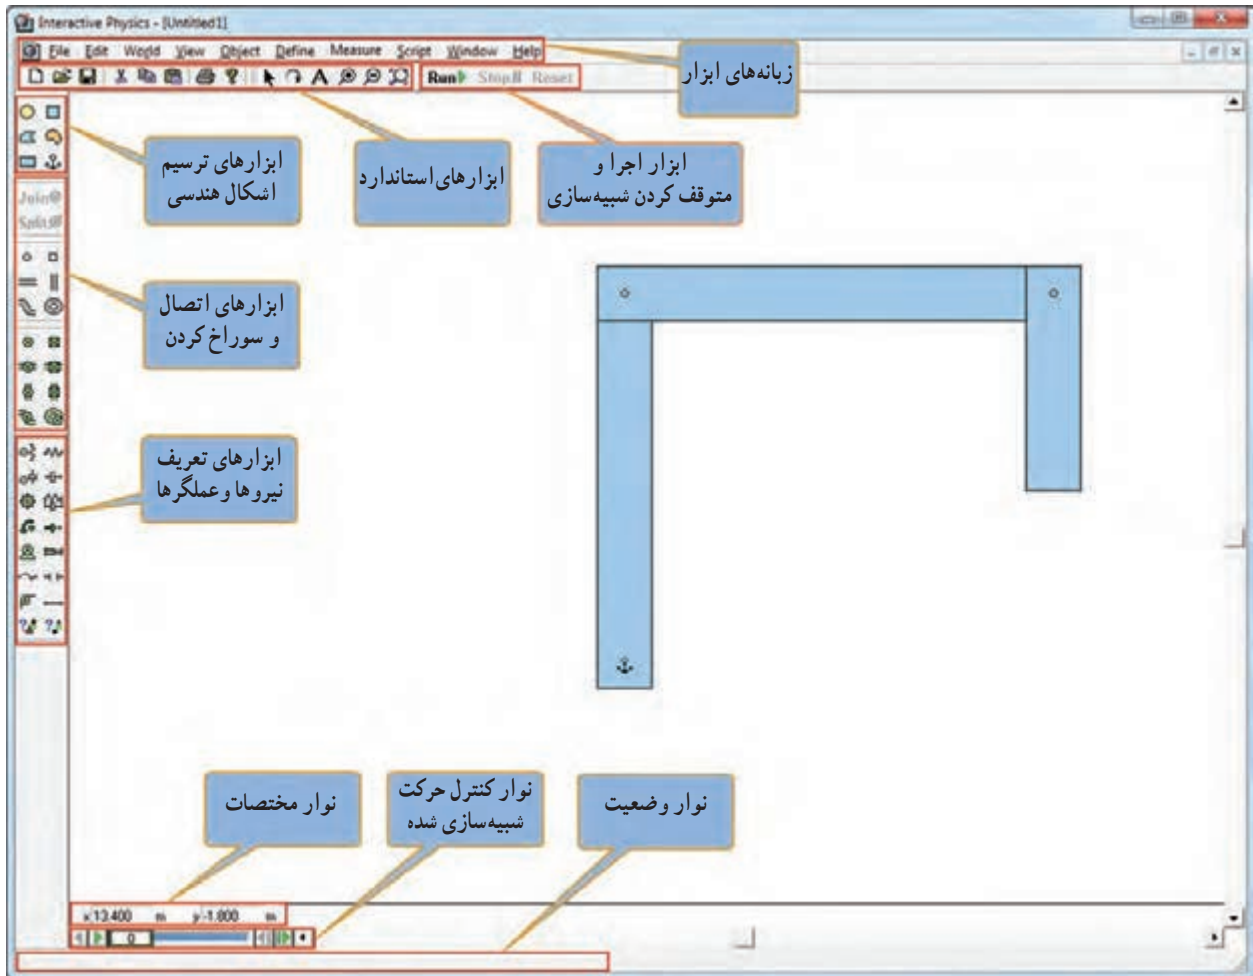 Interactive Physics - [Untitled1]
File Edit World View Object Define Measure Script Window Help
Run Stop Reset
زبانه‌های ابزار
ابزارهای ترسیم
اشکال هندسی
ابزارهای استاندارد
ابزار اجرا و
متوقف کردن شبیه‌سازی
Join
Split
ابزارهای اتصال
و سوراخ کردن
ابزارهای تعریف
نیروها وعملگرها
نوار مختصات
نوار کنترل حرکت
شبیه‌سازی شده
نوار وضعیت
x:13.400 m y:-1.800 m
0